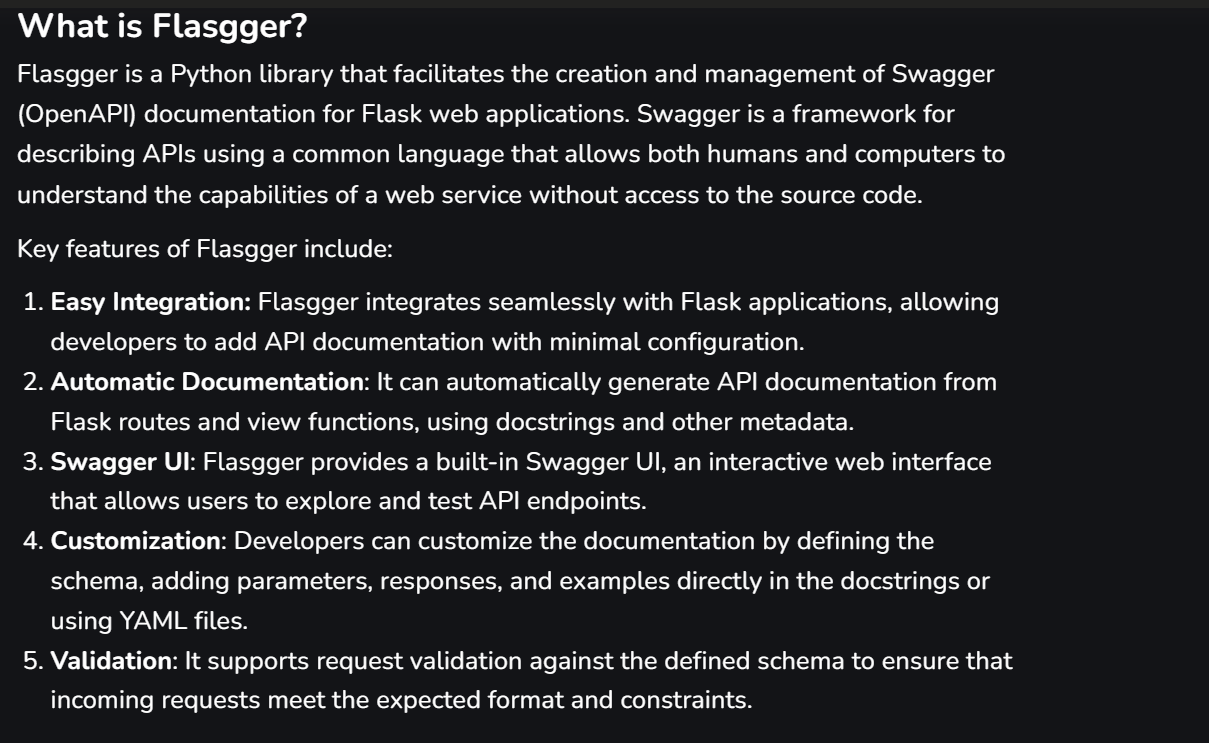 What is Flasgger?
Flasgger is a Python library that facilitates the creation and management of Swagger
(OpenAPI) documentation for Flask web applications. Swagger is a framework for
describing APIs using a common language that allows both humans and computers to
understand the capabilities of a web service without access to the source code.
Key features of Flasgger include:
1. Easy Integration: Flasgger integrates seamlessly with Flask applications, allowing
developers to add API documentation with minimal configuration.
2. Automatic Documentation: It can automatically generate API documentation from
Flask routes and view functions, using docstrings and other metadata.
3. Swagger UI: Flasgger provides a built-in Swagger UI, an interactive web interface
that allows users to explore and test API endpoints.
4. Customization: Developers can customize the documentation by defining the
schema, adding parameters, responses, and examples directly in the docstrings or
using YAML files.
5. Validation: It supports request validation against the defined schema to ensure that
incoming requests meet the expected format and constraints.